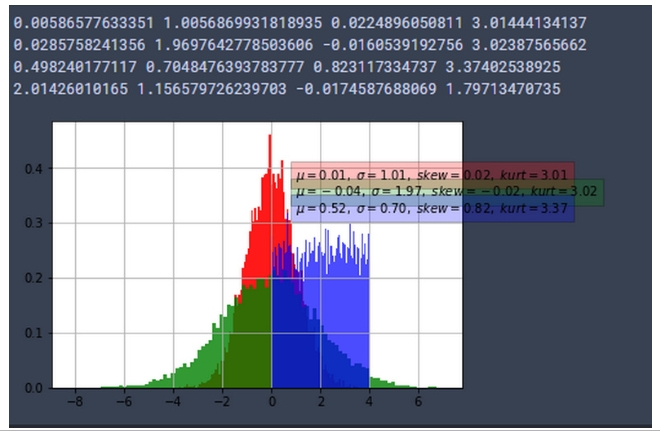 0.00586577633351 1.0056869931818935 0.0224896050811 3.01444134137
0.0285758241356 1.9697642778503606 -0.0160539192756 3.02387565662
0.498240177117 0.7048476393783777 0.823117334737 3.37402538925
2.01426010165 1.156579726239703 -0.0174587688069 1.79713470735
μ=0.01, σ=1.01, skew=0.02, kurt=3.01
μ=−0.04, σ=1.97, skew=−0.02, kurt=3.02
μ=0.52, σ=0.70, skew=0.82, kurt=3.37
0.4
0.3
0.2
0.1
0.0
−8 −6 −4 −2 0 2 4 6